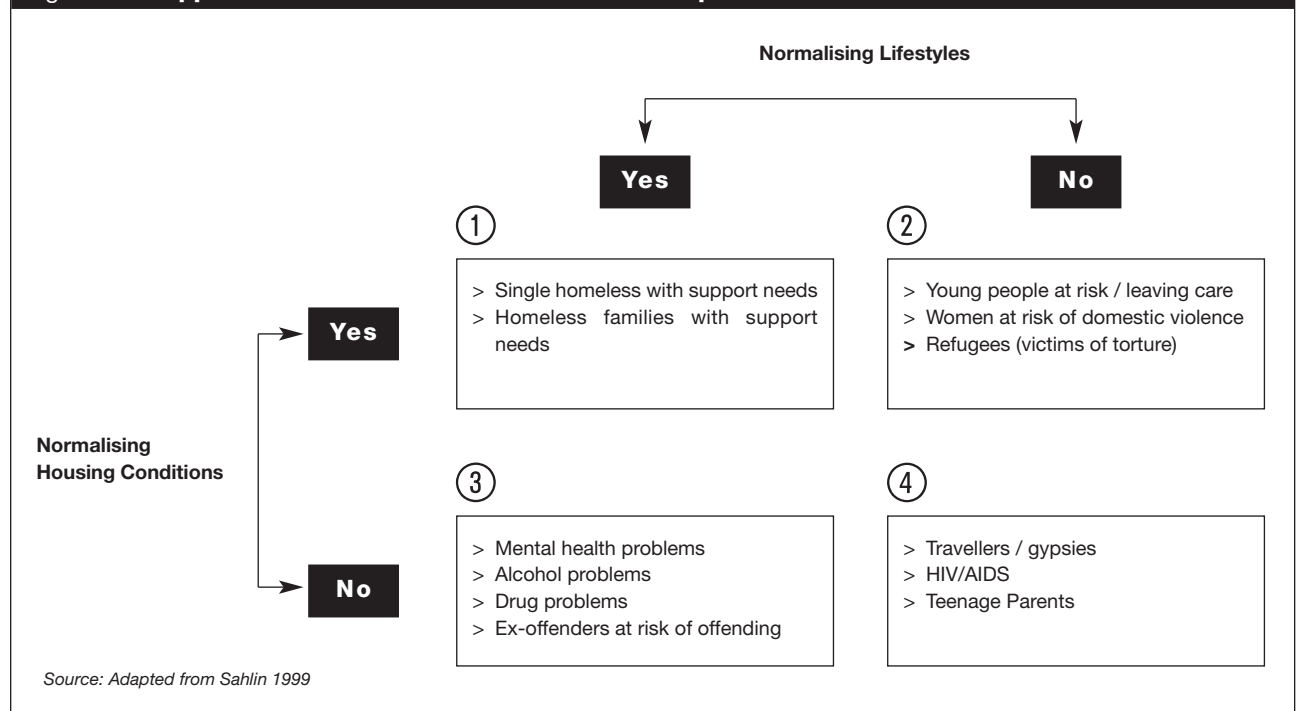 Normalising Lifestyles
Yes
No
1
2
> Single homeless with support needs
> Homeless families with support
needs
> Young people at risk / leaving care
> Women at risk of domestic violence
> Refugees (victims of torture)
Yes
Normalising
Housing Conditions
3
4
> Mental health problems
> Alcohol problems
> Drug problems
> Ex-offenders at risk of offending
> Travellers / gypsies
> HIV/AIDS
> Teenage Parents
No
Source: Adapted from Sahlin 1999